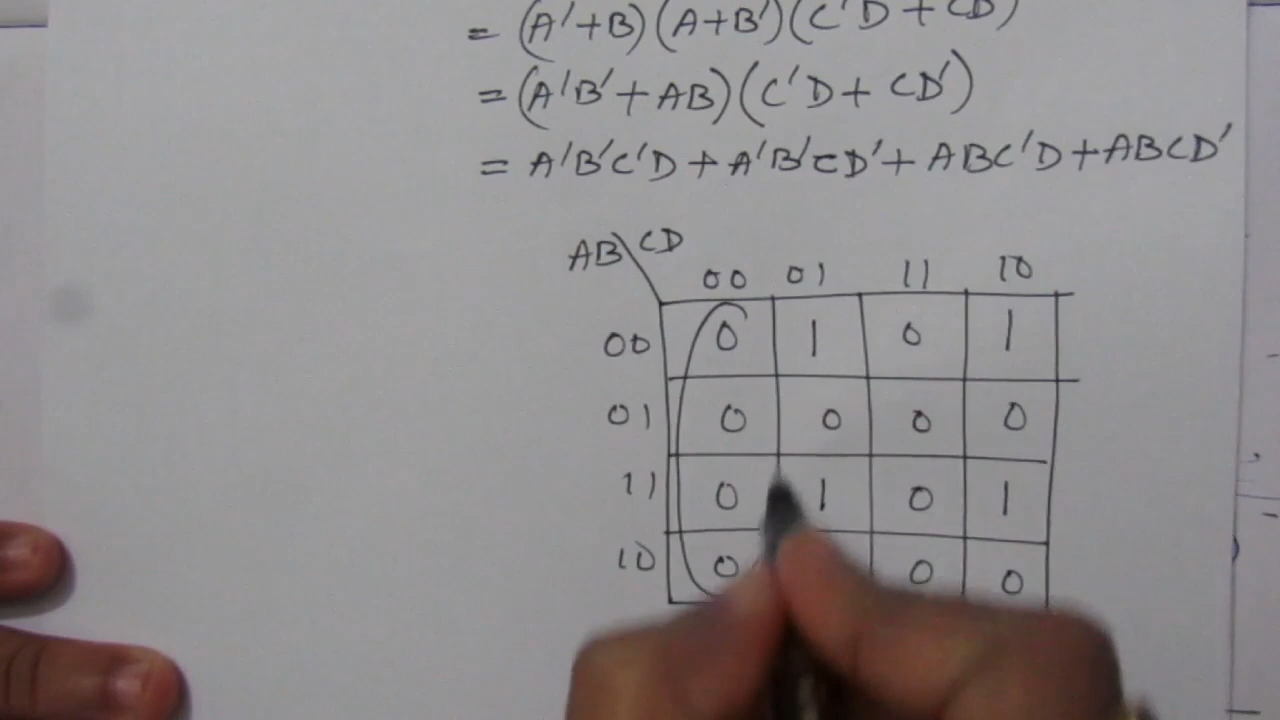 = (A'+B)(A+B')(C'D+CD)
= (A'B'+AB)(C'D+CD')
= A'B'C'D+A'B'CD'+ABC'D+ABCD'
AB\CD
00 01 11 10
00 0 1 0 1
01 0 0 0 0
11 0 1 0 1
10 0 0 0